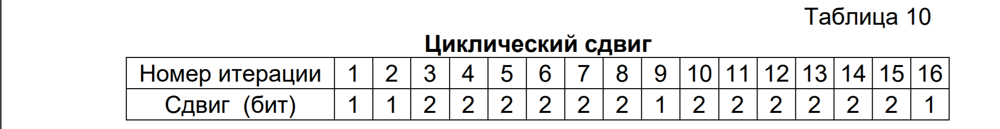 Таблица 10
Циклический сдвиг
Номер итерации 1 2 3 4 5 6 7 8 9 10 11 12 13 14 15 16
Сдвиг (бит) 1 1 2 2 2 2 2 2 1 2 2 2 2 2 2 1